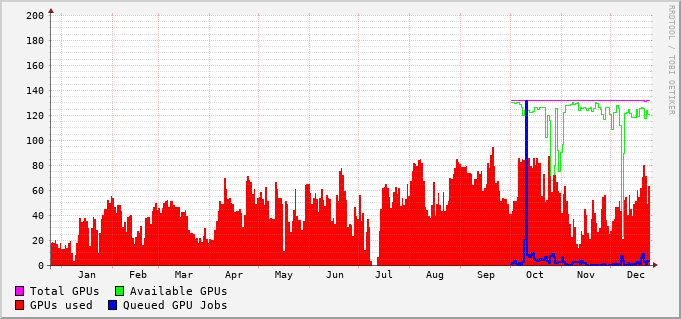 200
180
160
140
120
100
80
60
40
20
0
Jan Feb Mar Apr May Jun Jul Aug Sep Oct Nov Dec
Total GPUs Available GPUs
GPUs used Queued GPU Jobs
RRDTOOL / TOBI OETIKER